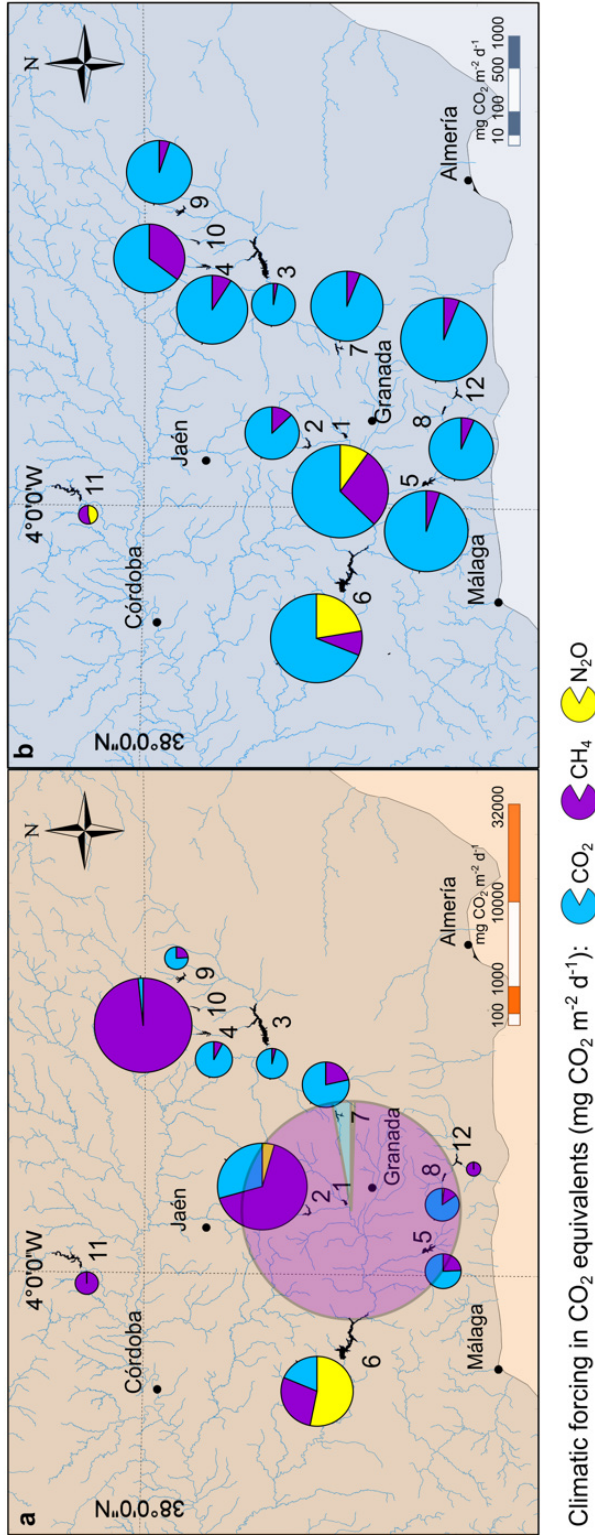 a
4°0'0"W
38°0'0"N
N
Córdoba
Jaén
11
9
10
4
3
7
Granada
2
1
6
5
8
12
Málaga
Almería
mg CO₂ m⁻² d⁻¹
100 1000 10000 32000
b
4°0'0"W
38°0'0"N
N
Córdoba
Jaén
11
9
10
4
3
7
Granada
2
1
6
5
8
12
Málaga
Almería
mg CO₂ m⁻² d⁻¹
10 100 500 1000
Climatic forcing in CO₂ equivalents (mg CO₂ m⁻² d⁻¹): CO₂ CH₄ N₂O